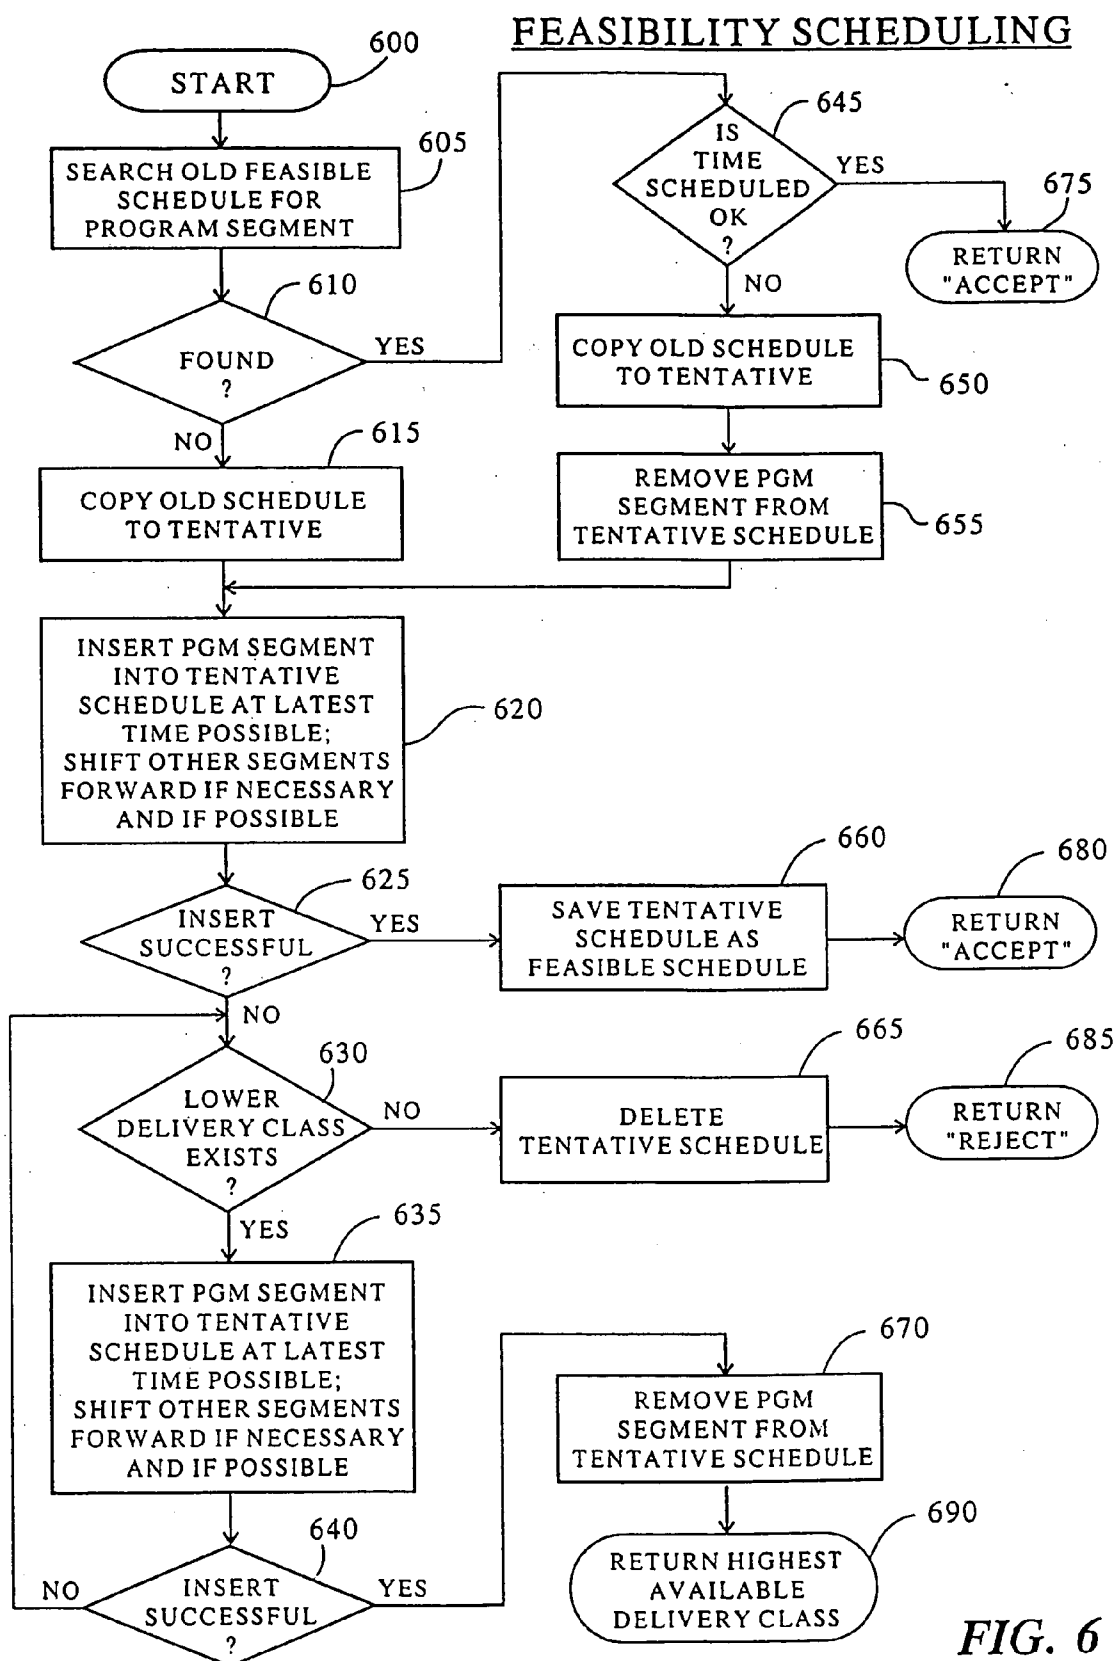 FEASIBILITY SCHEDULING
600
START
605
SEARCH OLD FEASIBLE
SCHEDULE FOR
PROGRAM SEGMENT
610
FOUND
?
YES
NO
645
IS
TIME
SCHEDULED
OK
?
YES
675
RETURN
"ACCEPT"
NO
COPY OLD SCHEDULE
TO TENTATIVE
650
615
COPY OLD SCHEDULE
TO TENTATIVE
REMOVE PGM
SEGMENT FROM
TENTATIVE SCHEDULE
655
INSERT PGM SEGMENT
INTO TENTATIVE
SCHEDULE AT LATEST
TIME POSSIBLE;
SHIFT OTHER SEGMENTS
FORWARD IF NECESSARY
AND IF POSSIBLE
620
625
INSERT
SUCCESSFUL
?
YES
660
SAVE TENTATIVE
SCHEDULE AS
FEASIBLE SCHEDULE
680
RETURN
"ACCEPT"
NO
630
LOWER
DELIVERY CLASS
EXISTS
?
NO
665
DELETE
TENTATIVE SCHEDULE
685
RETURN
"REJECT"
YES
635
INSERT PGM SEGMENT
INTO TENTATIVE
SCHEDULE AT LATEST
TIME POSSIBLE;
SHIFT OTHER SEGMENTS
FORWARD IF NECESSARY
AND IF POSSIBLE
640
NO
INSERT
SUCCESSFUL
?
YES
670
REMOVE PGM
SEGMENT FROM
TENTATIVE SCHEDULE
690
RETURN HIGHEST
AVAILABLE
DELIVERY CLASS
FIG. 6